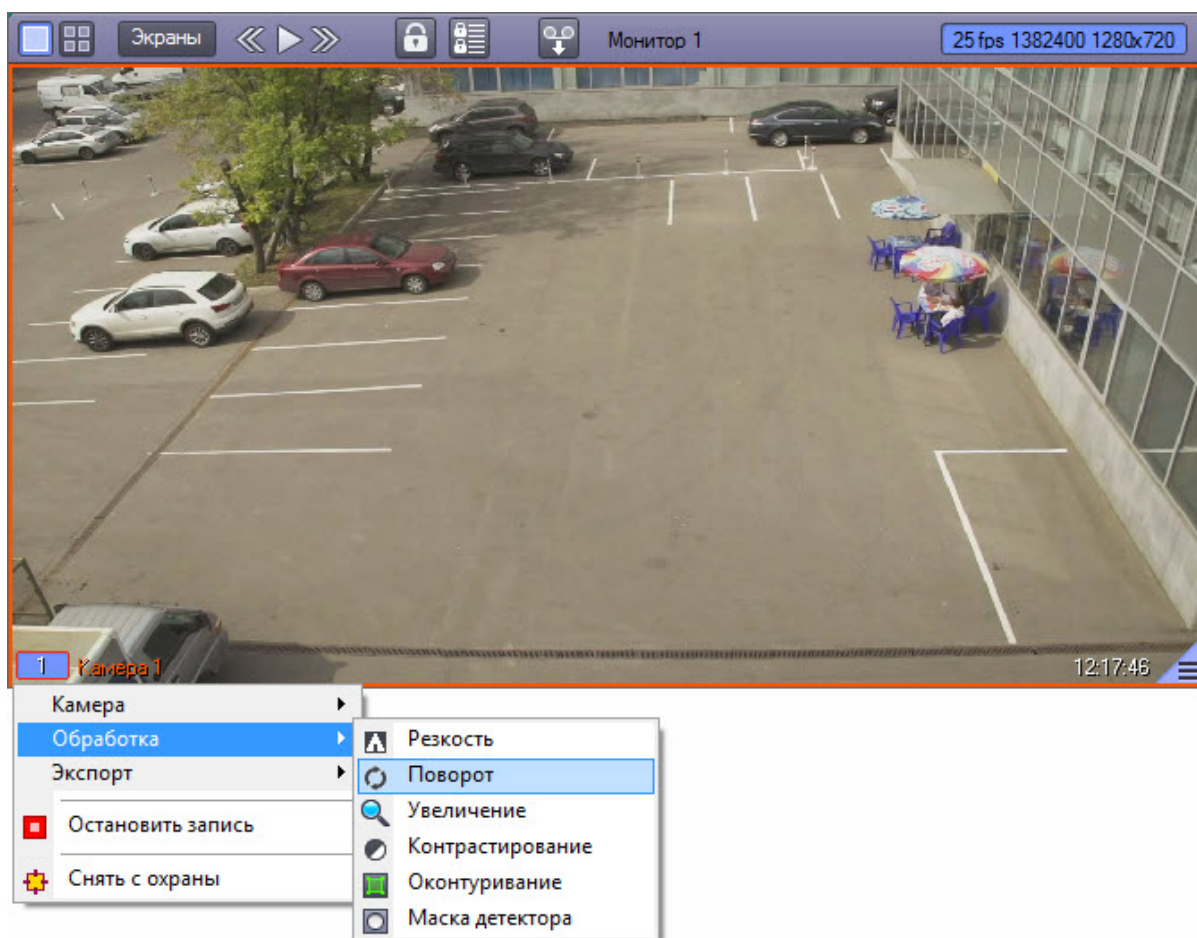 Экраны
Монитор 1
25 fps 1382400 1280x720
1 Камера 1
12:17:46
Камера
Обработка
Экспорт
Остановить запись
Снять с охраны
Резкость
Поворот
Увеличение
Контрастирование
Оконтуривание
Маска детектора